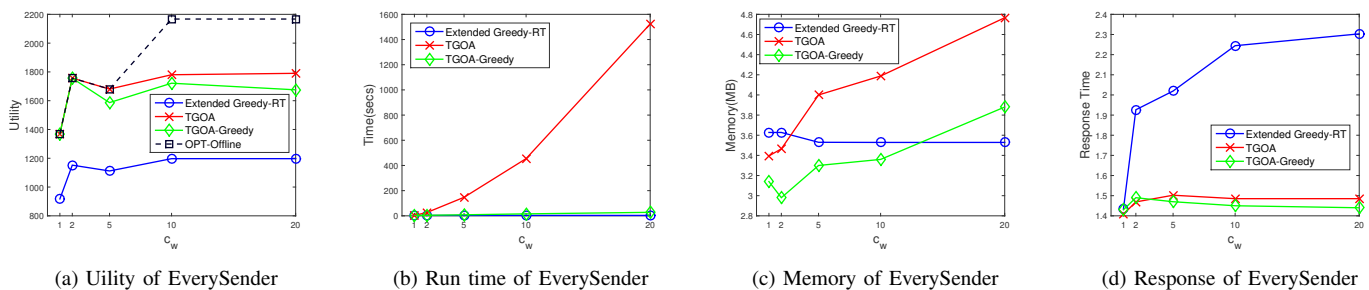 2200
2000
1800
1600
1400
1200
1000
800
Utility
Extended Greedy-RT
TGOA
TGOA-Greedy
OPT-Offline
1 2 5 10 20
c_w
(a) Uility of EverySender
1600
1400
1200
1000
800
600
400
200
0
Time(secs)
Extended Greedy-RT
TGOA
TGOA-Greedy
1 2 5 10 20
c_w
(b) Run time of EverySender
4.8
4.6
4.4
4.2
4
3.8
3.6
3.4
3.2
3
2.8
Memory(MB)
Extended Greedy-RT
TGOA
TGOA-Greedy
1 2 5 10 20
c_w
(c) Memory of EverySender
2.4
2.3
2.2
2.1
2
1.9
1.8
1.7
1.6
1.5
1.4
Response Time
Extended Greedy-RT
TGOA
TGOA-Greedy
1 2 5 10 20
c_w
(d) Response of EverySender